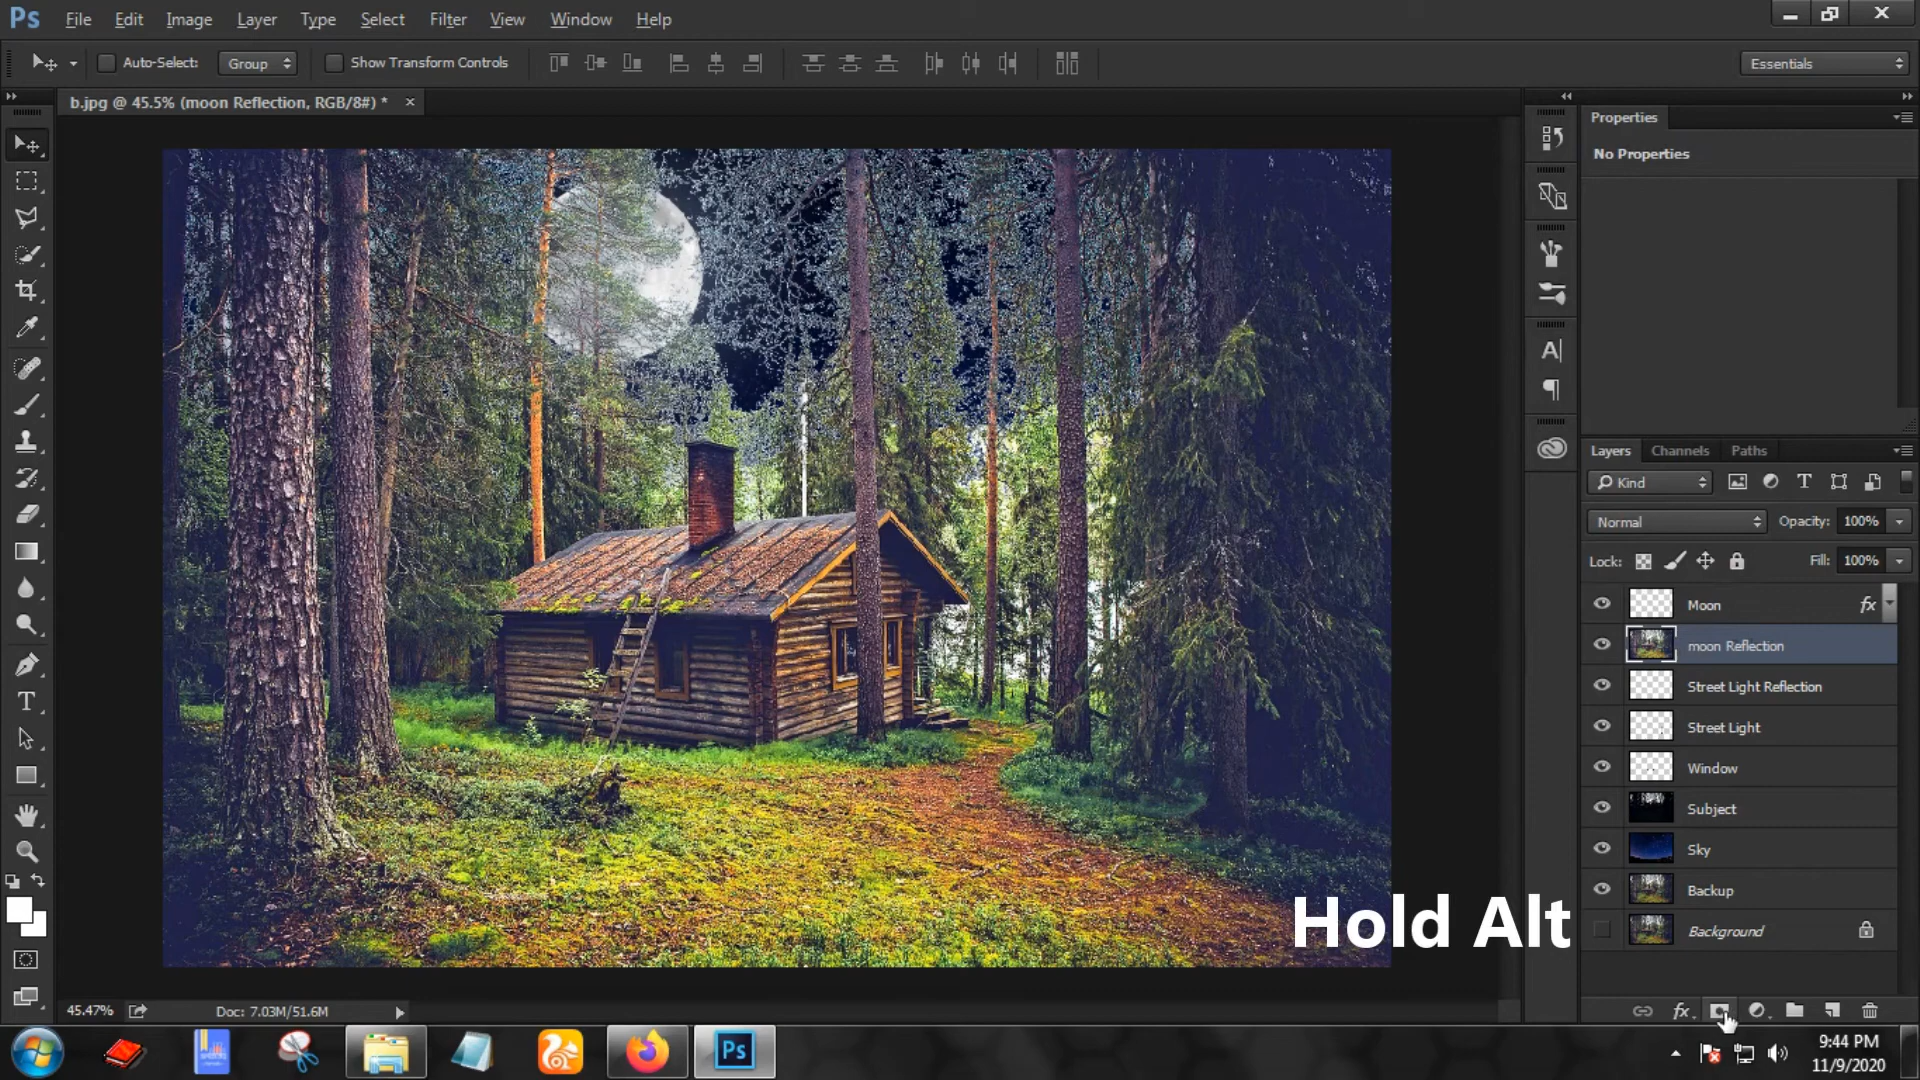 Ps File Edit Image Layer Type Select Filter View Window Help
Auto-Select: Group Show Transform Controls Essentials
b.jpg @ 45.5% (moon Reflection, RGB/8#) *
Properties
No Properties
Layers Channels Paths
Kind
Normal Opacity: 100%
Lock: Fill: 100%
Moon fx
moon Reflection
Street Light Reflection
Street Light
Window
Subject
Sky
Backup
Background
Hold Alt
45.47% Doc: 7.03M/51.6M
fx
Ps
9:44 PM
11/9/2020